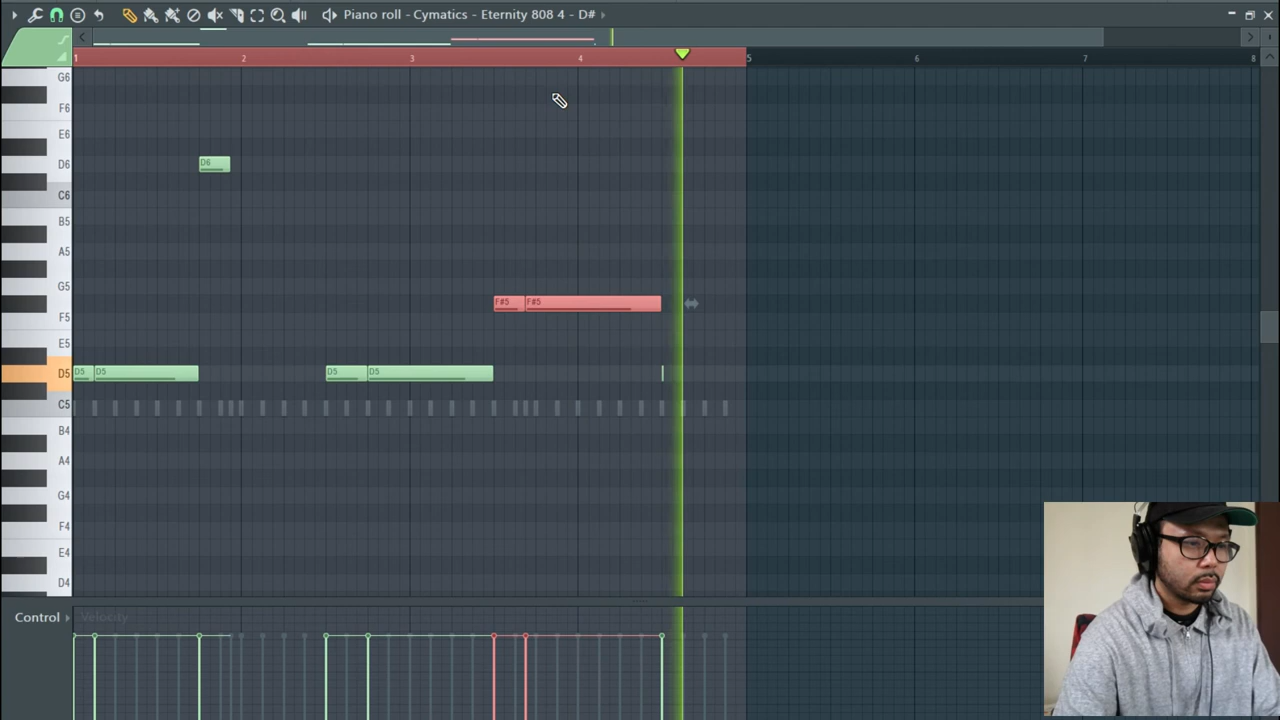 Piano roll - Cymatics - Eternity 808 4 - D#
1 2 3 4 5 6 7 8
G6
F6
E6
D6 D6
C6
B5
A5
G5
F#5 F#5
F5
E5
D5 D5 D5 D5 D5
C5
B4
A4
G4
F4
E4
D4
Control Velocity